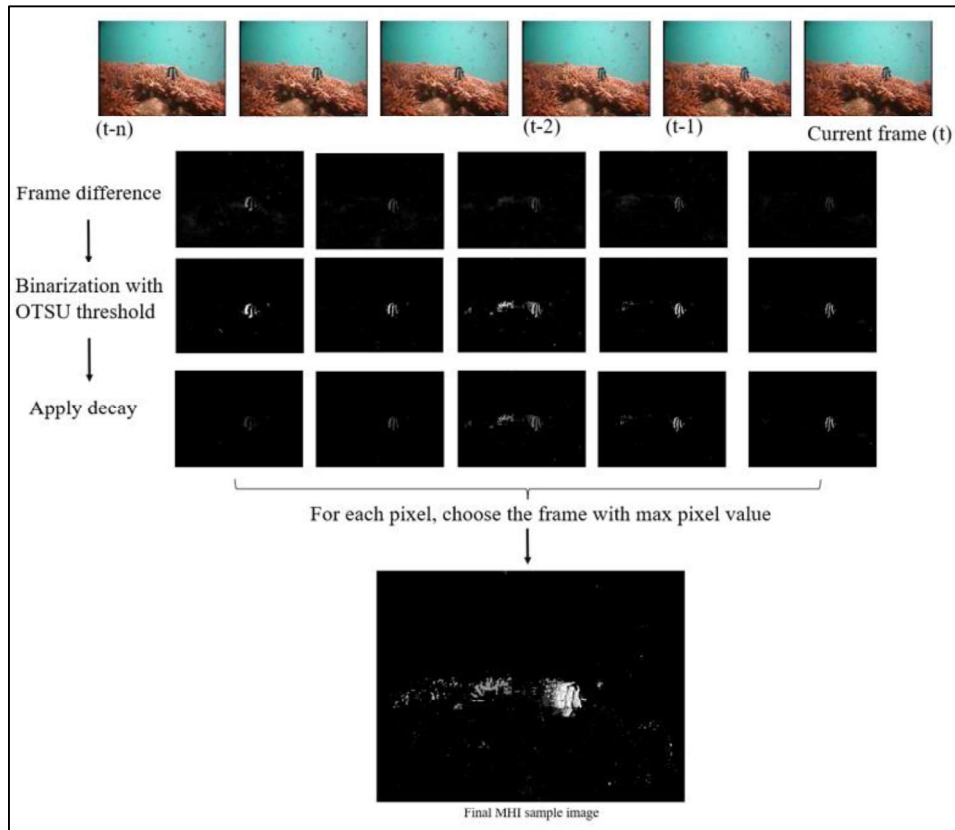 (t-n)
(t-2)
(t-1)
Current frame (t)
Frame difference
Binarization with
OTSU threshold
Apply decay
For each pixel, choose the frame with max pixel value
Final MHI sample image